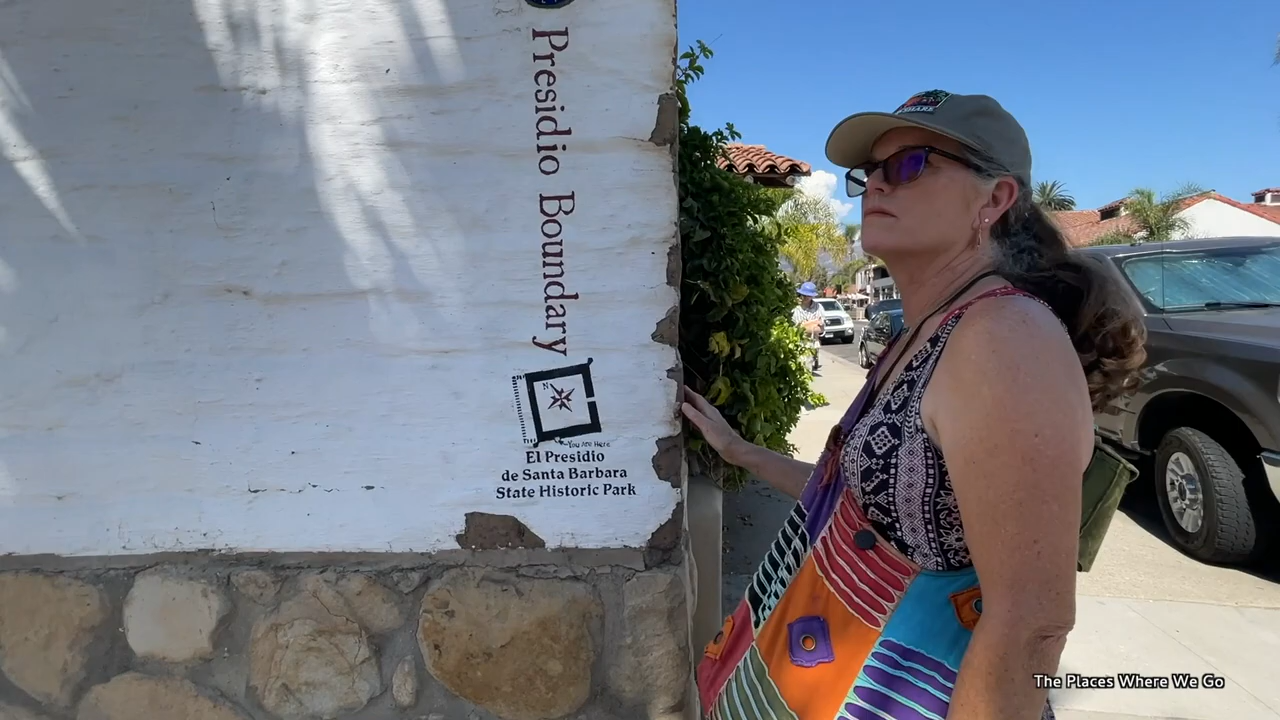 Presidio Boundary
N
You Are Here
El Presidio
de Santa Barbara
State Historic Park
The Places Where We Go